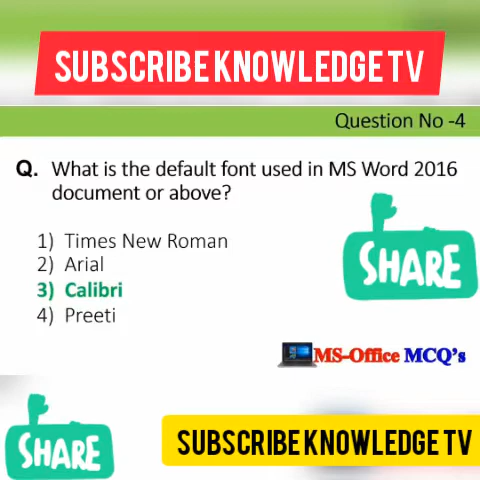 SUBSCRIBE KNOWLEDGE TV
Question No -4
Q. What is the default font used in MS Word 2016
document or above?
1) Times New Roman
2) Arial
3) Calibri
4) Preeti
SHARE
MS-Office MCQ's
SHARE
SUBSCRIBE KNOWLEDGE TV